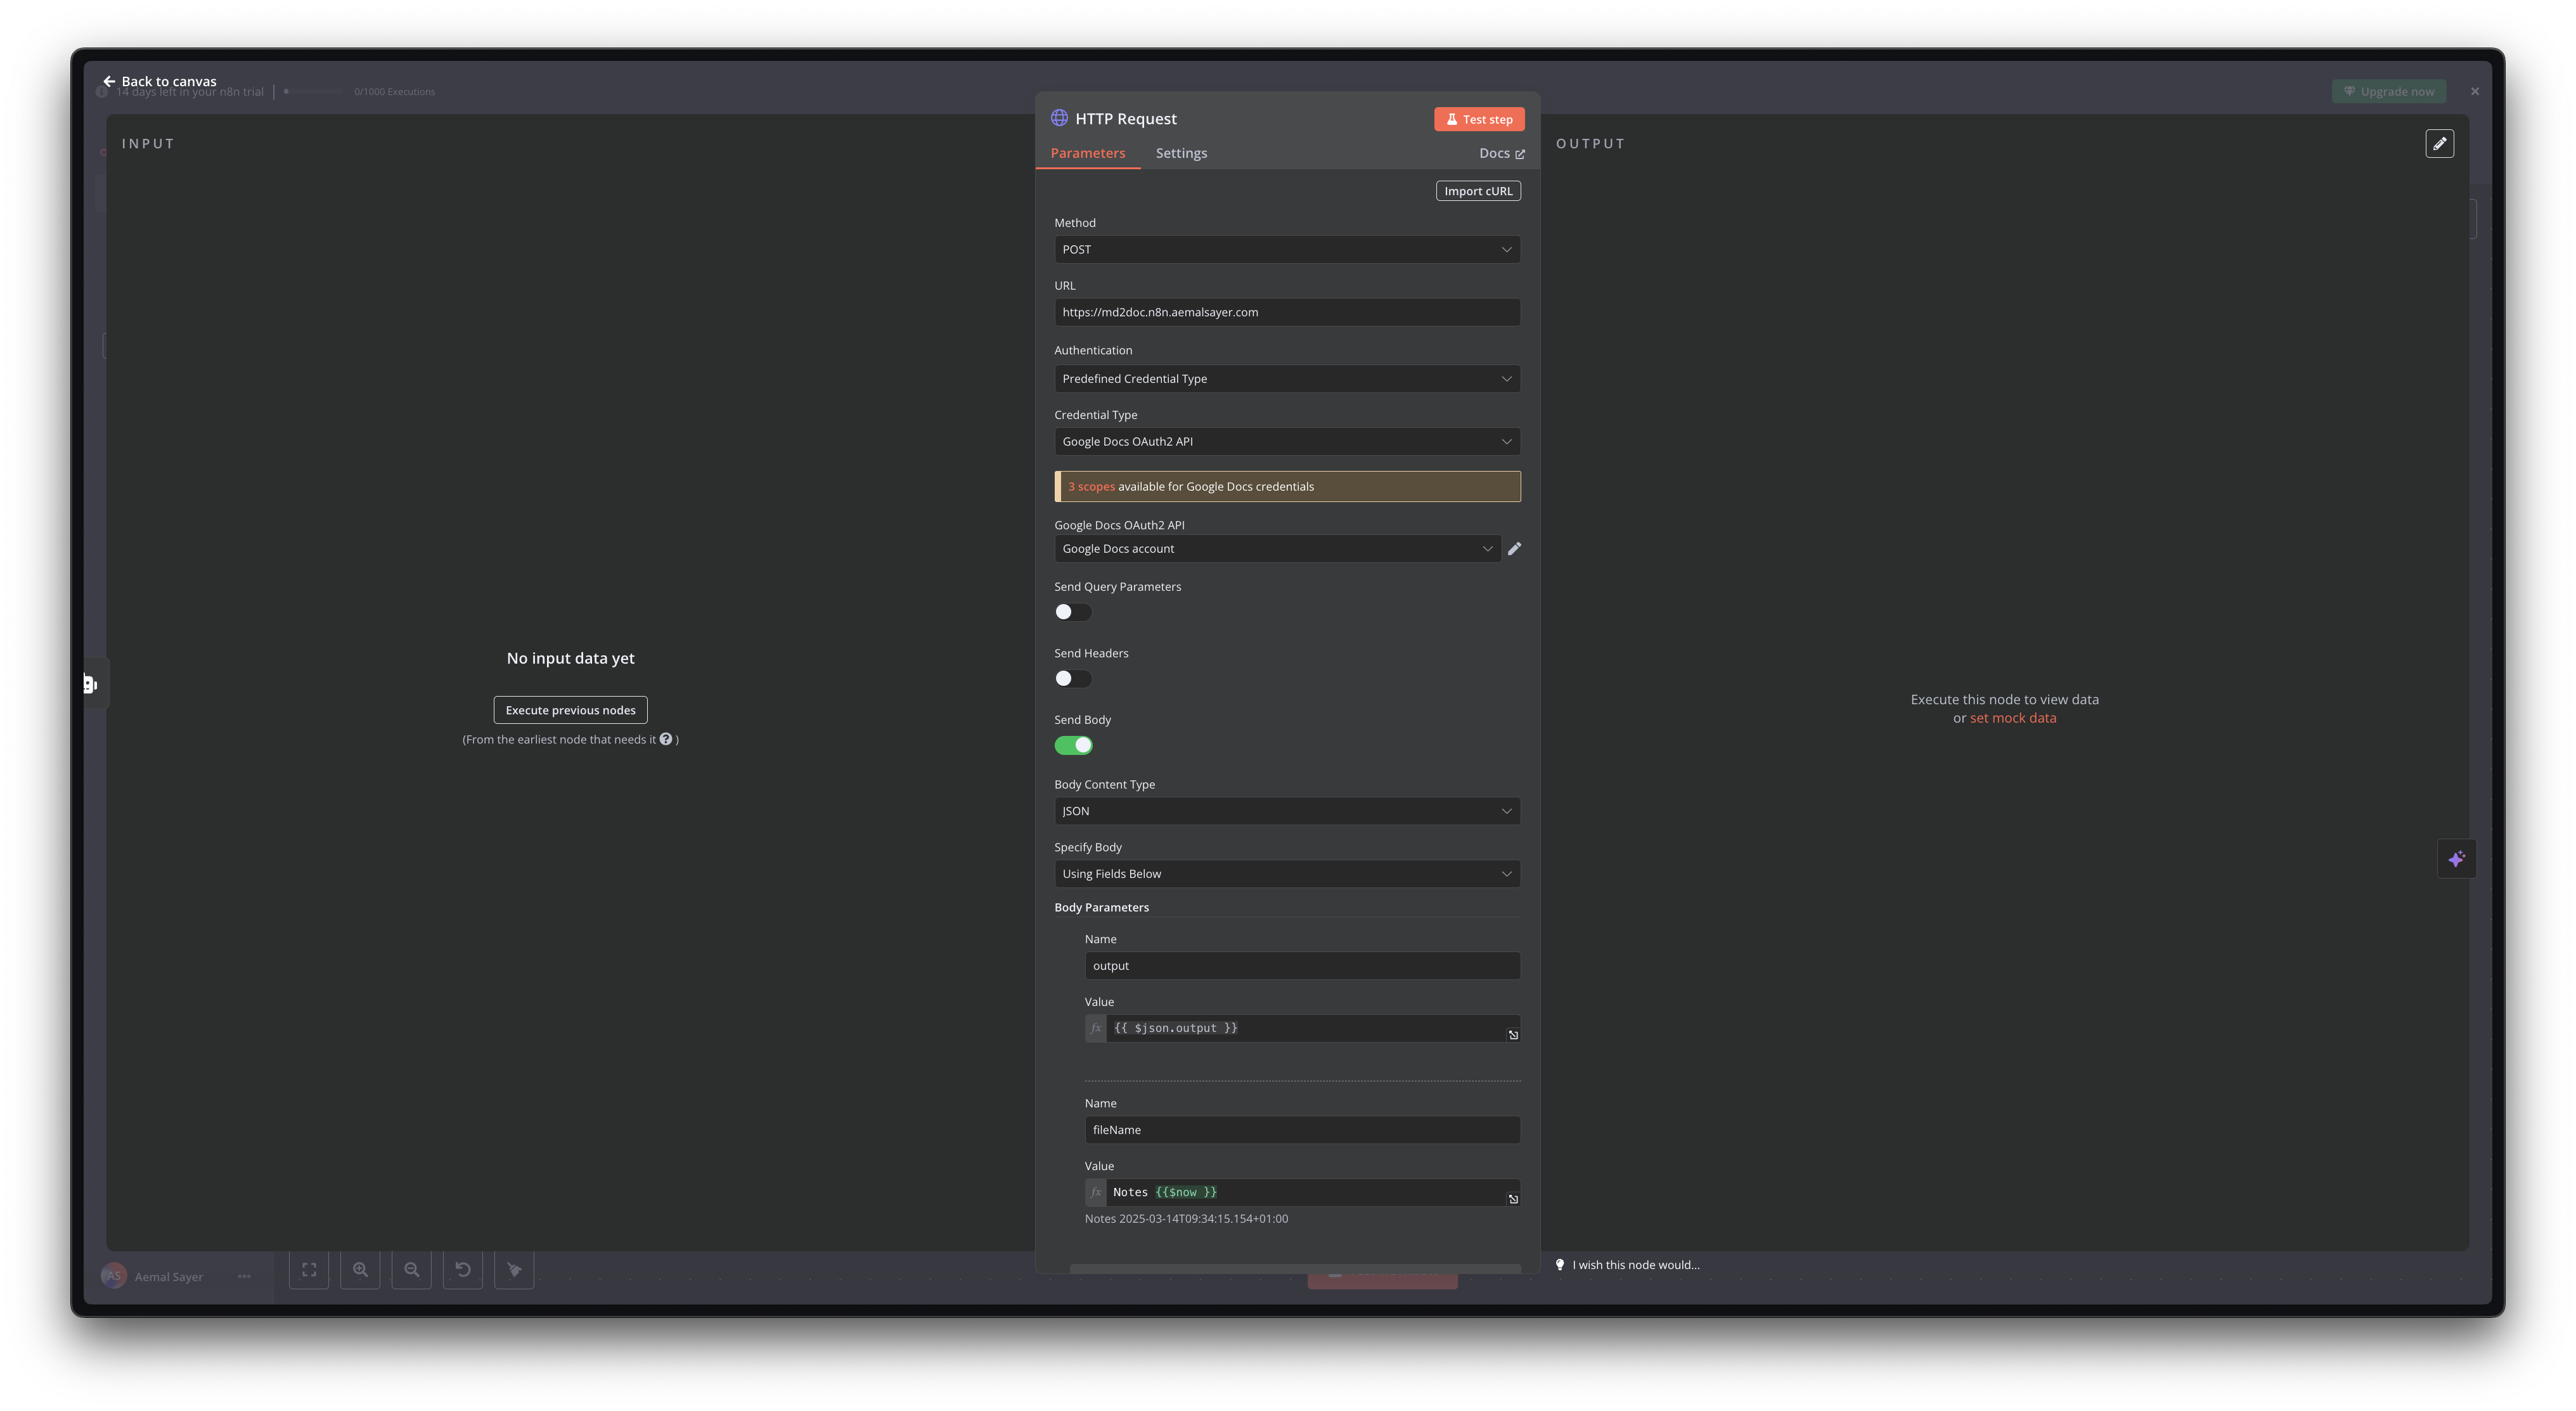 Back to canvas
14 days left in your n8n trial
0/1000 Executions
Upgrade now
INPUT
No input data yet
Execute previous nodes
(From the earliest node that needs it ? )
HTTP Request
Test step
Parameters
Settings
Docs
Import cURL
Method
POST
URL
https://md2doc.n8n.aemalsayer.com
Authentication
Predefined Credential Type
Credential Type
Google Docs OAuth2 API
3 scopes available for Google Docs credentials
Google Docs OAuth2 API
Google Docs account
Send Query Parameters
Send Headers
Send Body
Body Content Type
JSON
Specify Body
Using Fields Below
Body Parameters
Name
output
Value
fx {{ $json.output }}
Name
fileName
Value
fx Notes {{$now }}
Notes 2025-03-14T09:34:15.154+01:00
OUTPUT
Execute this node to view data
or set mock data
I wish this node would...
AS Aemal Sayer